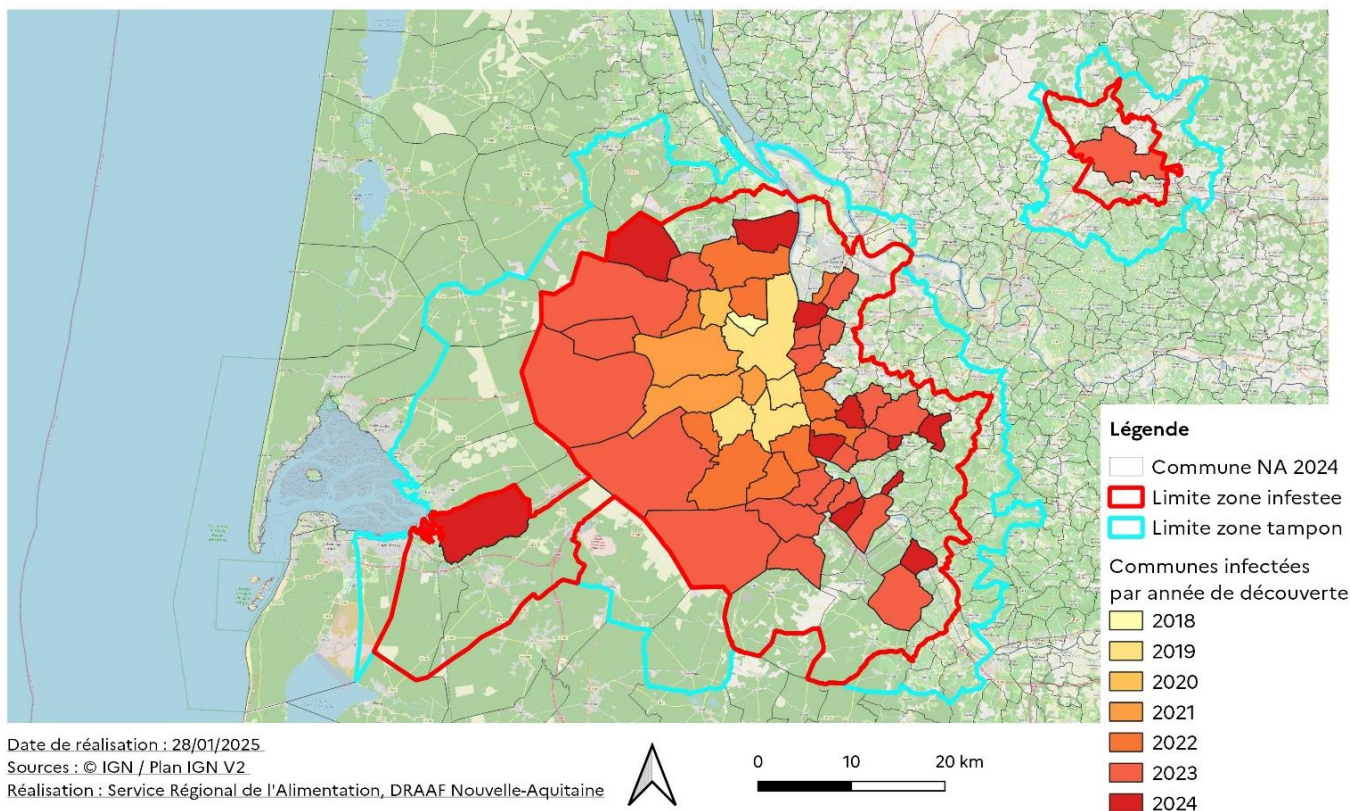 Légende
Commune NA 2024
Limite zone infestee
Limite zone tampon
Communes infectées
par année de découverte
2018
2019
2020
2021
2022
2023
2024
Date de réalisation : 28/01/2025
Sources : © IGN / Plan IGN V2
Réalisation : Service Régional de l'Alimentation, DRAAF Nouvelle-Aquitaine
0 10 20 km